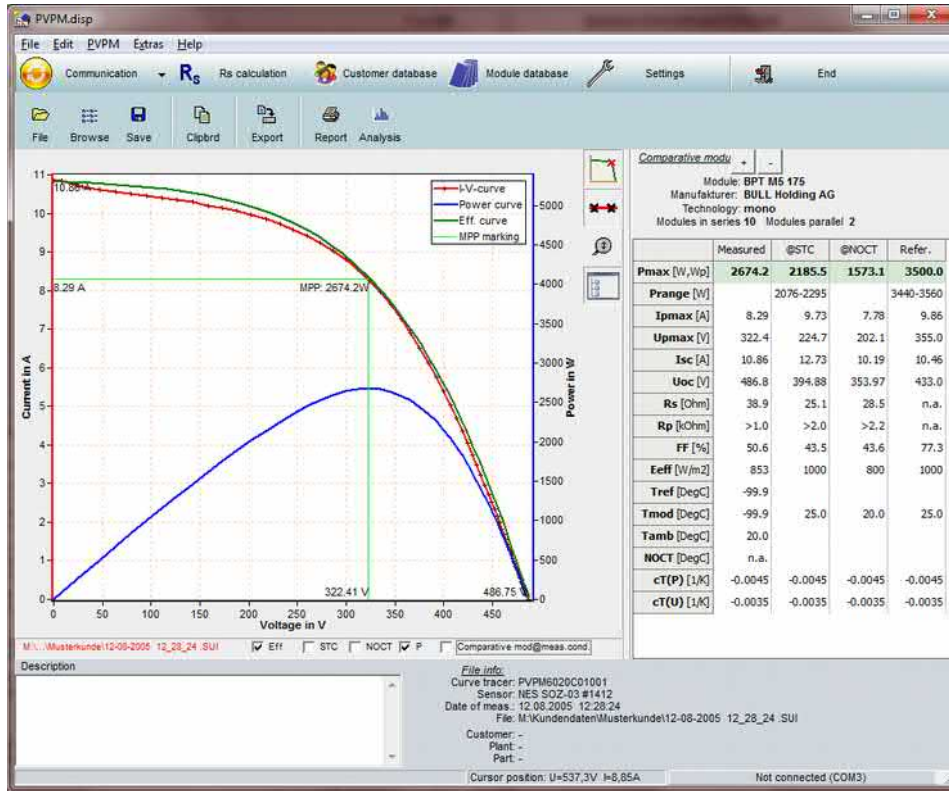 PVPM.disp
File Edit PVPM Extras Help
Communication Rs Rs calculation Customer database Module database Settings End
File Browse Save Clipbrd Export Report Analysis
Comparative modu + -
Module: BPT M5 175
Manufakturer: BULL Holding AG
Technology: mono
Modules in series 10 Modules parallel 2
Measured @STC @NOCT Refer.
Pmax [W,Wp] 2674.2 2185.5 1573.1 3500.0
Prange [W] 2076-2295 3440-3560
Ipmax [A] 8.29 9.73 7.78 9.86
Upmax [V] 322.4 224.7 202.1 355.0
Isc [A] 10.86 12.73 10.19 10.46
Uoc [V] 486.8 394.88 353.97 433.0
Rs [Ohm] 38.9 25.1 28.5 n.a.
Rp [kOhm] >1.0 >2.0 >2.2 n.a.
FF [%] 50.6 43.5 43.6 77.3
Eeff [W/m2] 853 1000 800 1000
Tref [DegC] -99.9
Tmod [DegC] -99.9 25.0 20.0 25.0
Tamb [DegC] 20.0
NOCT [DegC] n.a.
cT(P) [1/K] -0.0045 -0.0045 -0.0045 -0.0045
cT(U) [1/K] -0.0035 -0.0035 -0.0035 -0.0035
I-V-curve
Power curve
Eff. curve
MPP marking
10.86 A
8.29 A
MPP: 2674.2W
322.41 V
486.75 V
Current in A
11
10
9
8
7
6
5
4
3
2
1
0
Power in W
5000
4500
4000
3500
3000
2500
2000
1500
1000
500
0
0 50 100 150 200 250 300 350 400 450
Voltage in V
M:\...\Musterkunde\12-08-2005 12_28_24 .SUI Eff STC NOCT P Comparative mod@meas.cond.
Description
File info:
Curve tracer: PVPM6020C01001
Sensor: NES SOZ-03 #1412
Date of meas.: 12.08.2005 12:28:24
File: M:\Kundendaten\Musterkunde\12-08-2005 12_28_24 .SUI
Customer: -
Plant: -
Part: -
Cursor position: U=537,3V I=8,85A Not connected (COM3)